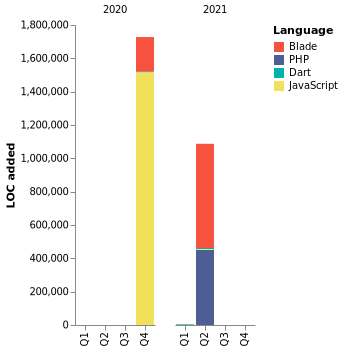 2020 2021
Language
Blade
PHP
Dart
JavaScript
LOC added
1,800,000
1,600,000
1,400,000
1,200,000
1,000,000
800,000
600,000
400,000
200,000
0
Q1 Q2 Q3 Q4 Q1 Q2 Q3 Q4